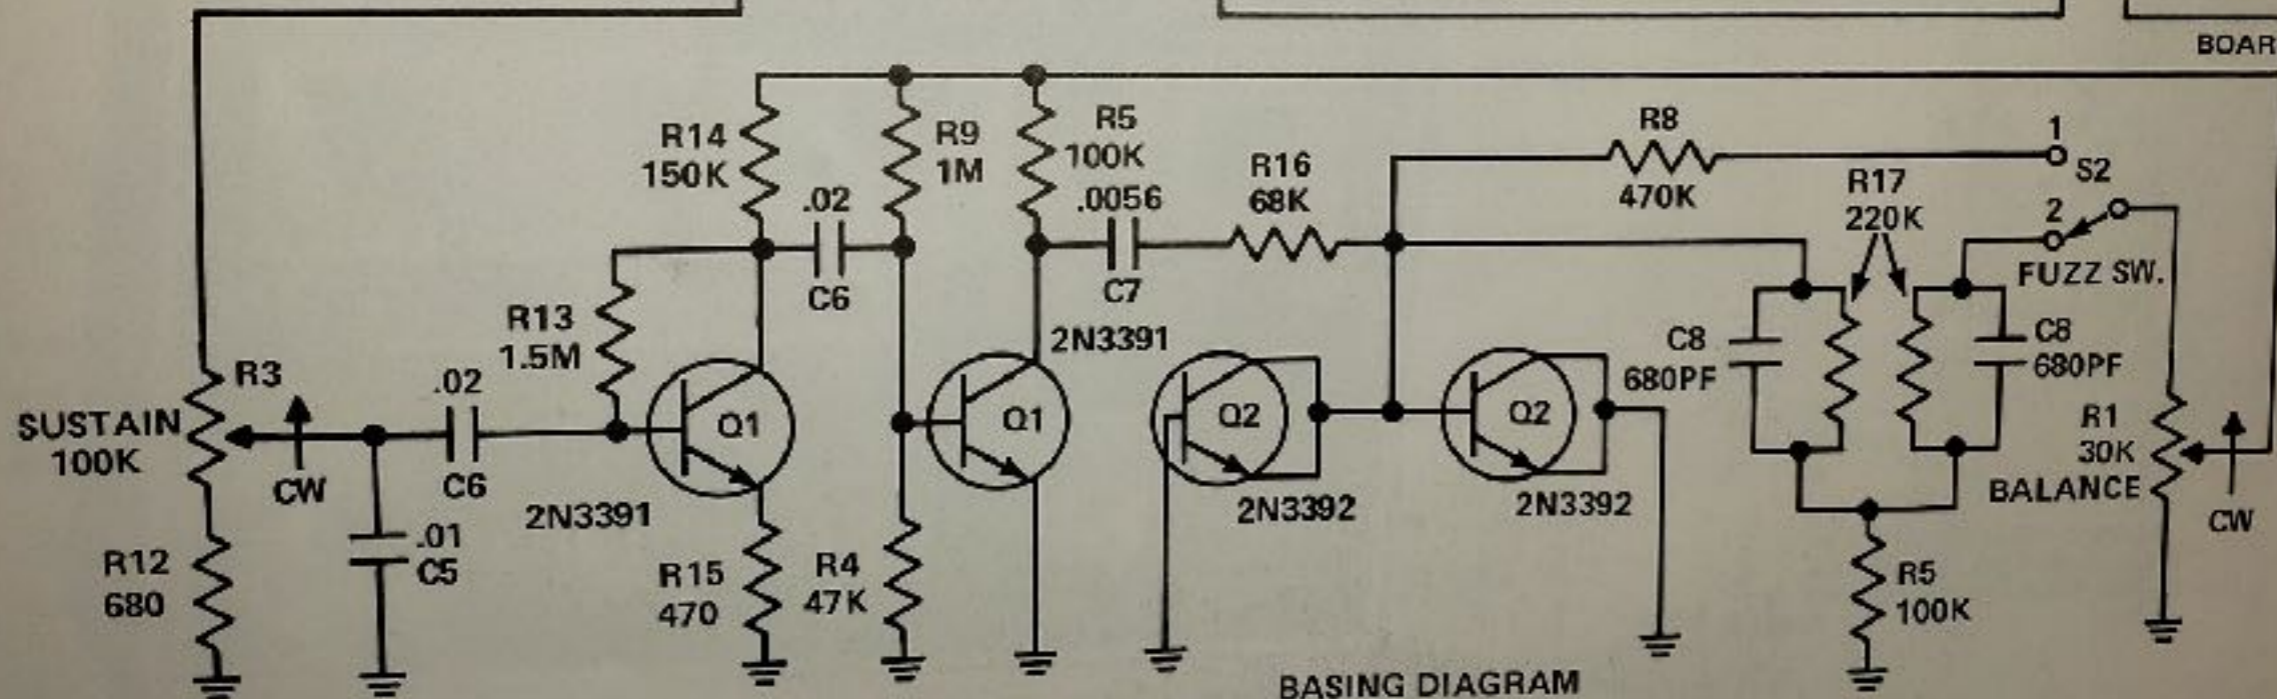 BOAR
R14
150K
R9
1M
R5
100K
R8
470K
1
S2
R16
68K
R17
220K
.02
C6
.0056
C7
2
FUZZ SW.
R13
1.5M
2N3391
C8
680PF
C8
680PF
R3
SUSTAIN
100K
CW
.02
C6
Q1
Q1
Q2
Q2
R1
30K
BALANCE
CW
2N3391
2N3392
2N3392
.01
C5
R12
680
R15
470
R4
47K
R5
100K
BASING DIAGRAM